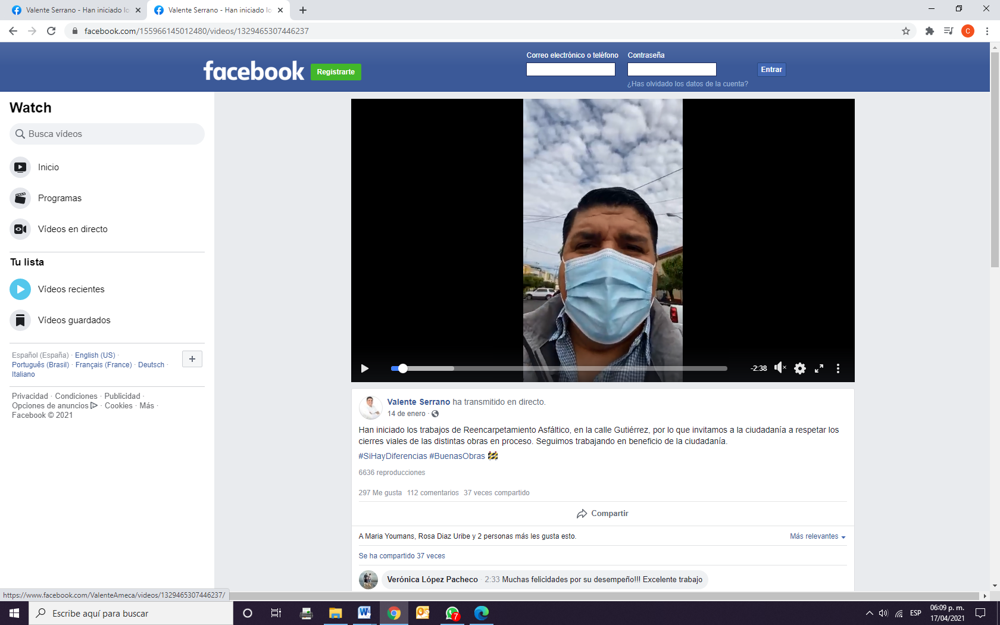 Valente Serrano - Han iniciado lo
Valente Serrano - Han iniciado lo
facebook.com/155966145012480/videos/1329465307446237
C
facebook
Registrarte
Correo electrónico o teléfono
Contraseña
Entrar
¿Has olvidado los datos de la cuenta?
Watch
Busca vídeos
Inicio
Programas
Vídeos en directo
Tu lista
Vídeos recientes
Vídeos guardados
Español (España) · English (US) ·
Português (Brasil) · Français (France) · Deutsch ·
Italiano
Privacidad · Condiciones · Publicidad ·
Opciones de anuncios · Cookies · Más ·
Facebook © 2021
-2:38
Valente Serrano ha transmitido en directo.
14 de enero ·
Han iniciado los trabajos de Reencarpetamiento Asfáltico, en la calle Gutiérrez, por lo que invitamos a la ciudadanía a respetar los
cierres viales de las distintas obras en proceso. Seguimos trabajando en beneficio de la ciudadanía.
#SiHayDiferencias #BuenasObras
6636 reproducciones
297 Me gusta 112 comentarios 37 veces compartido
Compartir
A Maria Youmans, Rosa Diaz Uribe y 2 personas más les gusta esto.
Más relevantes
Se ha compartido 37 veces
Verónica López Pacheco · 2:33 Muchas felicidades por su desempeño!!! Excelente trabajo
https://www.facebook.com/ValenteAmeca/videos/1329465307446237/
Escribe aquí para buscar
7
ESP
06:09 p. m.
17/04/2021